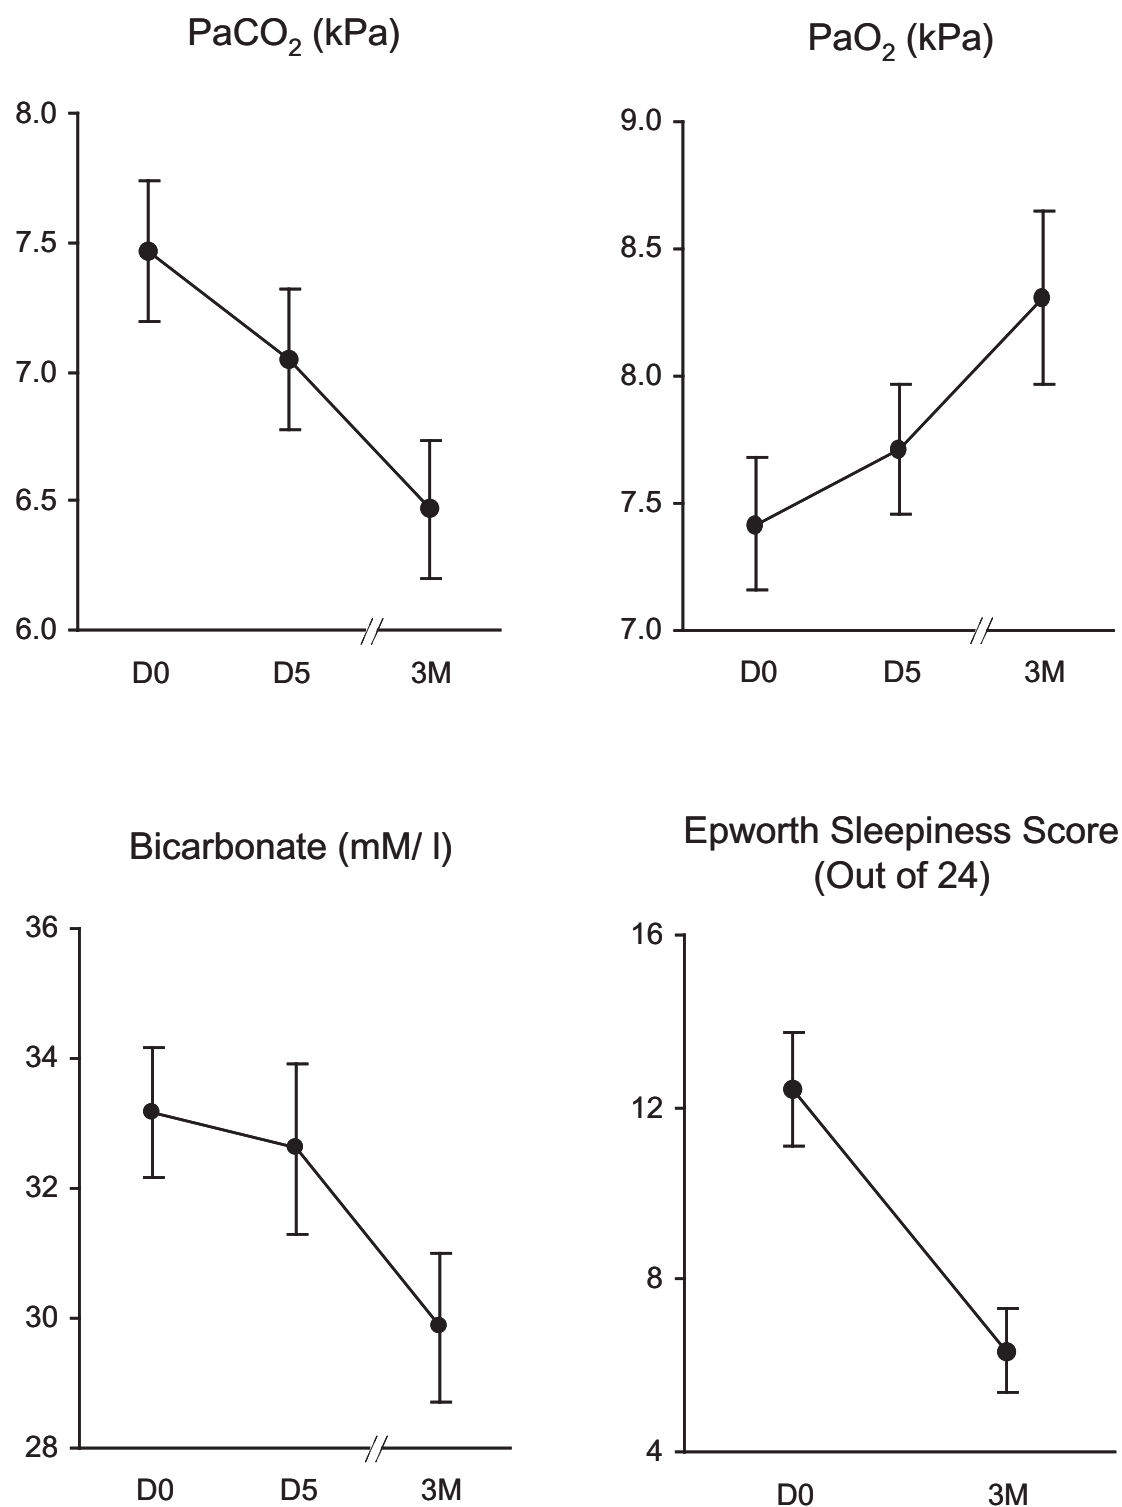 PaCO₂ (kPa)
8.0
7.5
7.0
6.5
6.0
D0 D5 3M
PaO₂ (kPa)
9.0
8.5
8.0
7.5
7.0
D0 D5 3M
Bicarbonate (mM/ l)
36
34
32
30
28
D0 D5 3M
Epworth Sleepiness Score
(Out of 24)
16
12
8
4
D0 3M